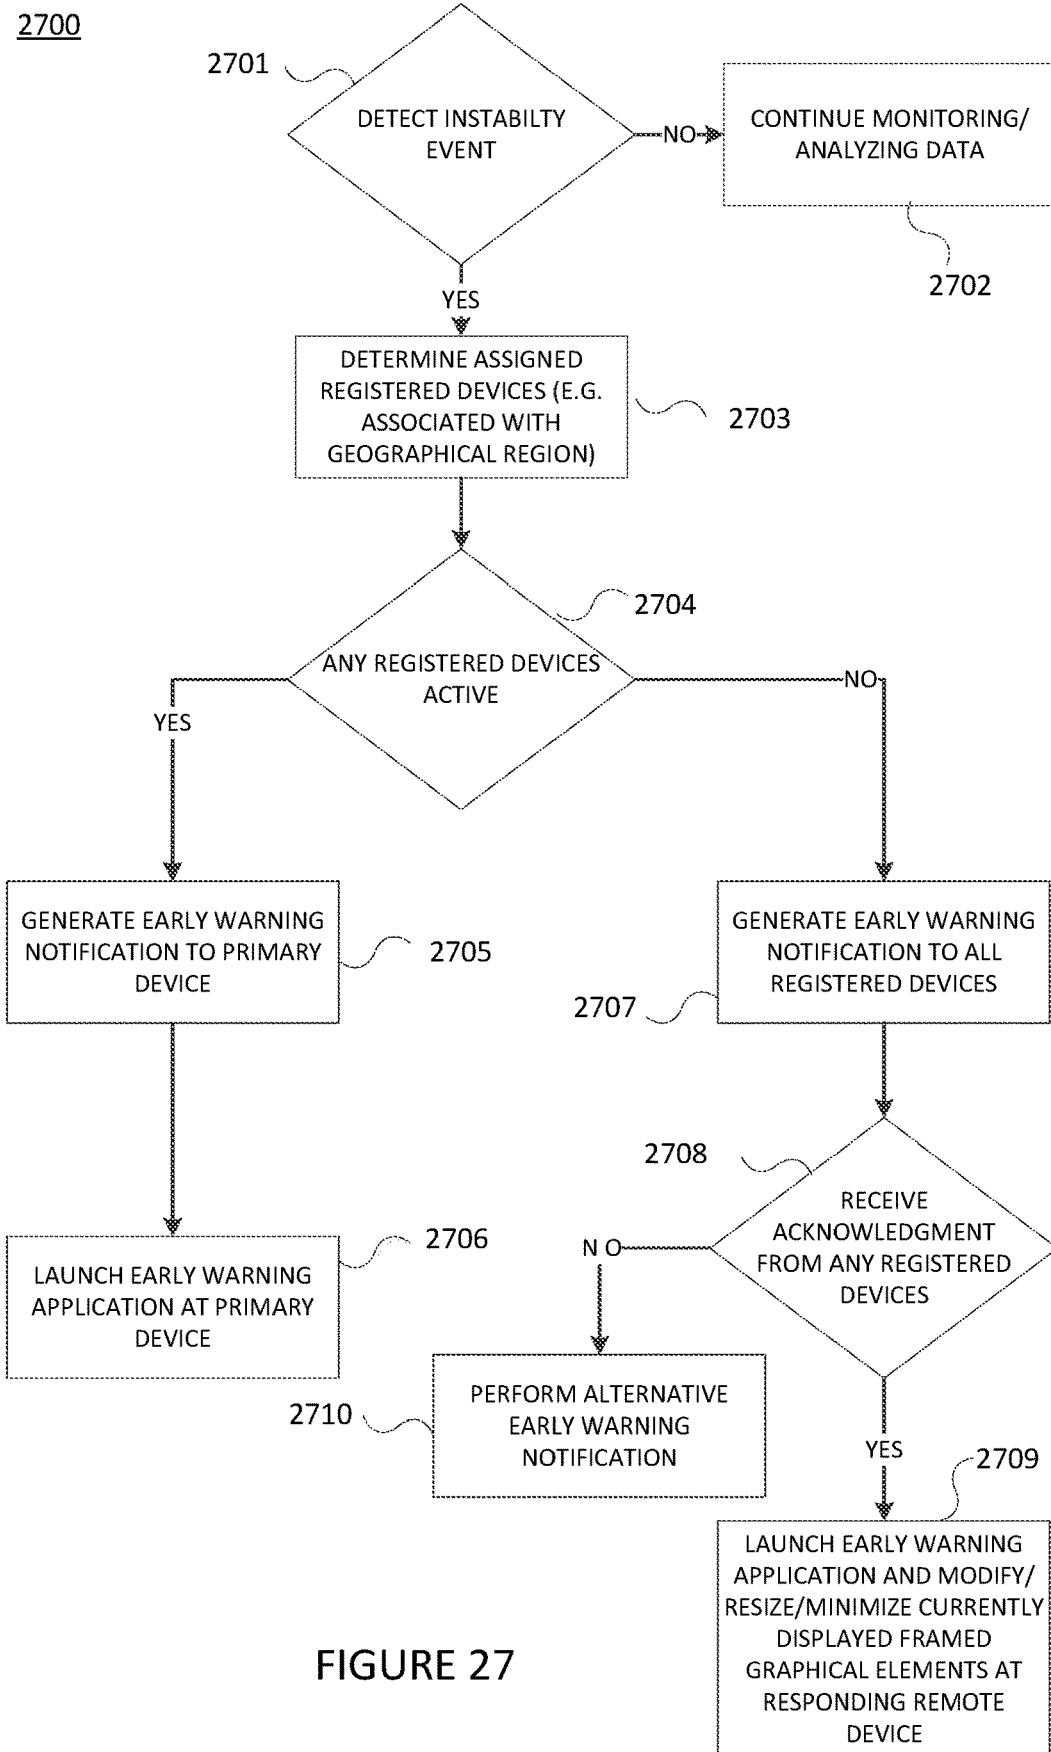 2700
2701
DETECT INSTABILTY
EVENT
NO
CONTINUE MONITORING/
ANALYZING DATA
2702
YES
DETERMINE ASSIGNED
REGISTERED DEVICES (E.G.
ASSOCIATED WITH
GEOGRAPHICAL REGION)
2703
2704
ANY REGISTERED DEVICES
ACTIVE
YES
NO
GENERATE EARLY WARNING
NOTIFICATION TO PRIMARY
DEVICE
2705
GENERATE EARLY WARNING
NOTIFICATION TO ALL
REGISTERED DEVICES
2707
2708
RECEIVE
ACKNOWLEDGMENT
FROM ANY REGISTERED
DEVICES
2706
LAUNCH EARLY WARNING
APPLICATION AT PRIMARY
DEVICE
N O
2710
PERFORM ALTERNATIVE
EARLY WARNING
NOTIFICATION
YES
2709
LAUNCH EARLY WARNING
APPLICATION AND MODIFY/
RESIZE/MINIMIZE CURRENTLY
DISPLAYED FRAMED
GRAPHICAL ELEMENTS AT
RESPONDING REMOTE
DEVICE
FIGURE 27